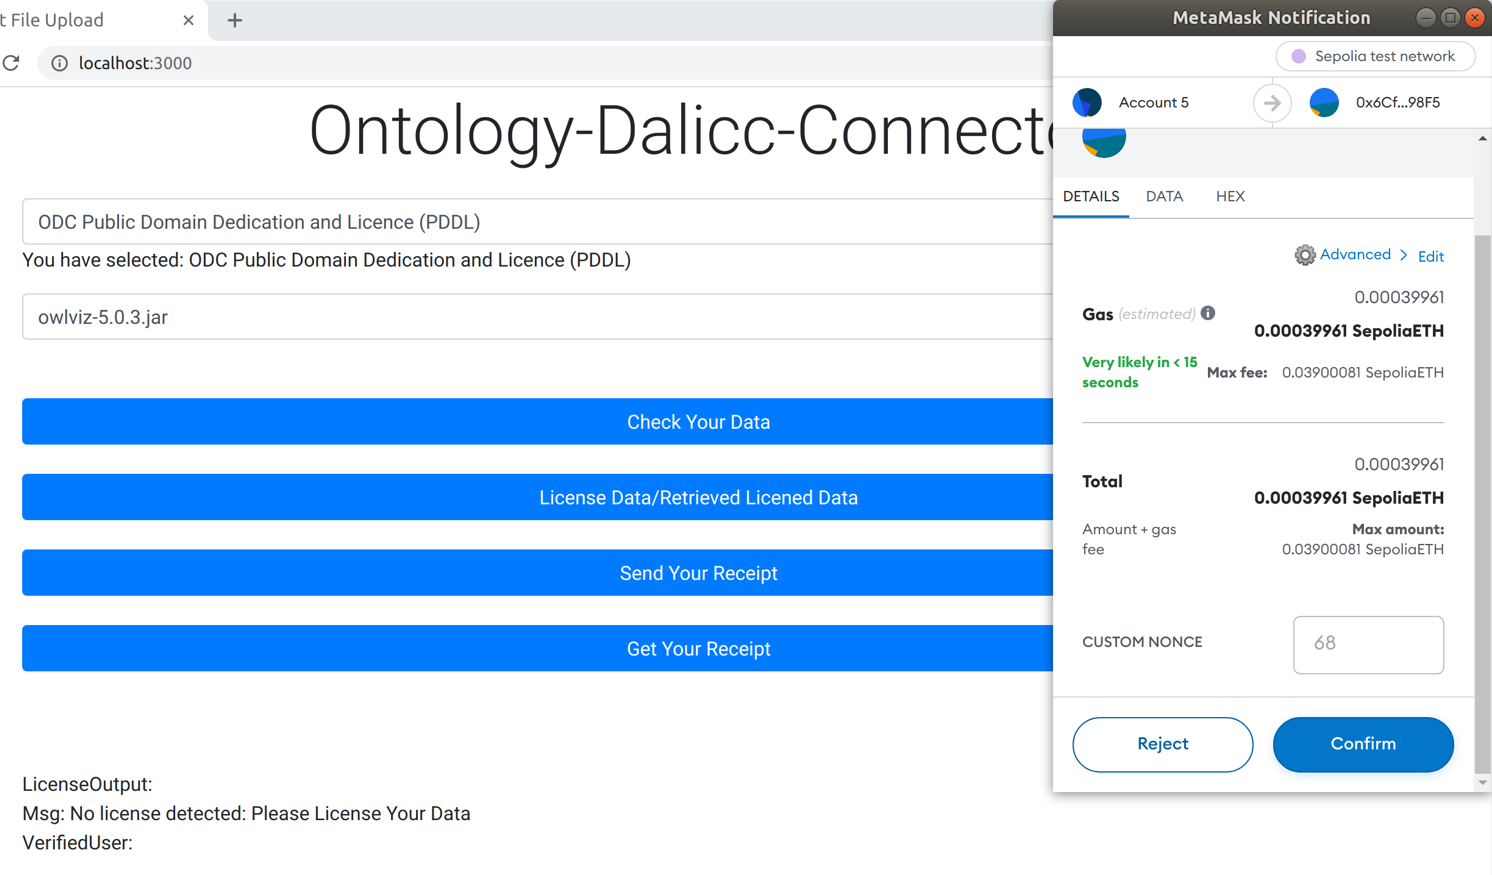 t File Upload
localhost:3000
Ontology-Dalicc-Connect
ODC Public Domain Dedication and Licence (PDDL)
You have selected: ODC Public Domain Dedication and Licence (PDDL)
owlviz-5.0.3.jar
Check Your Data
License Data/Retrieved Licened Data
Send Your Receipt
Get Your Receipt
LicenseOutput:
Msg: No license detected: Please License Your Data
VerifiedUser:
MetaMask Notification
Sepolia test network
Account 5
0x6Cf...98F5
DETAILS DATA HEX
Advanced > Edit
0.00039961
Gas (estimated)
0.00039961 SepoliaETH
Very likely in < 15
seconds
Max fee: 0.03900081 SepoliaETH
0.00039961
Total
0.00039961 SepoliaETH
Amount + gas
fee
Max amount:
0.03900081 SepoliaETH
CUSTOM NONCE 68
Reject Confirm